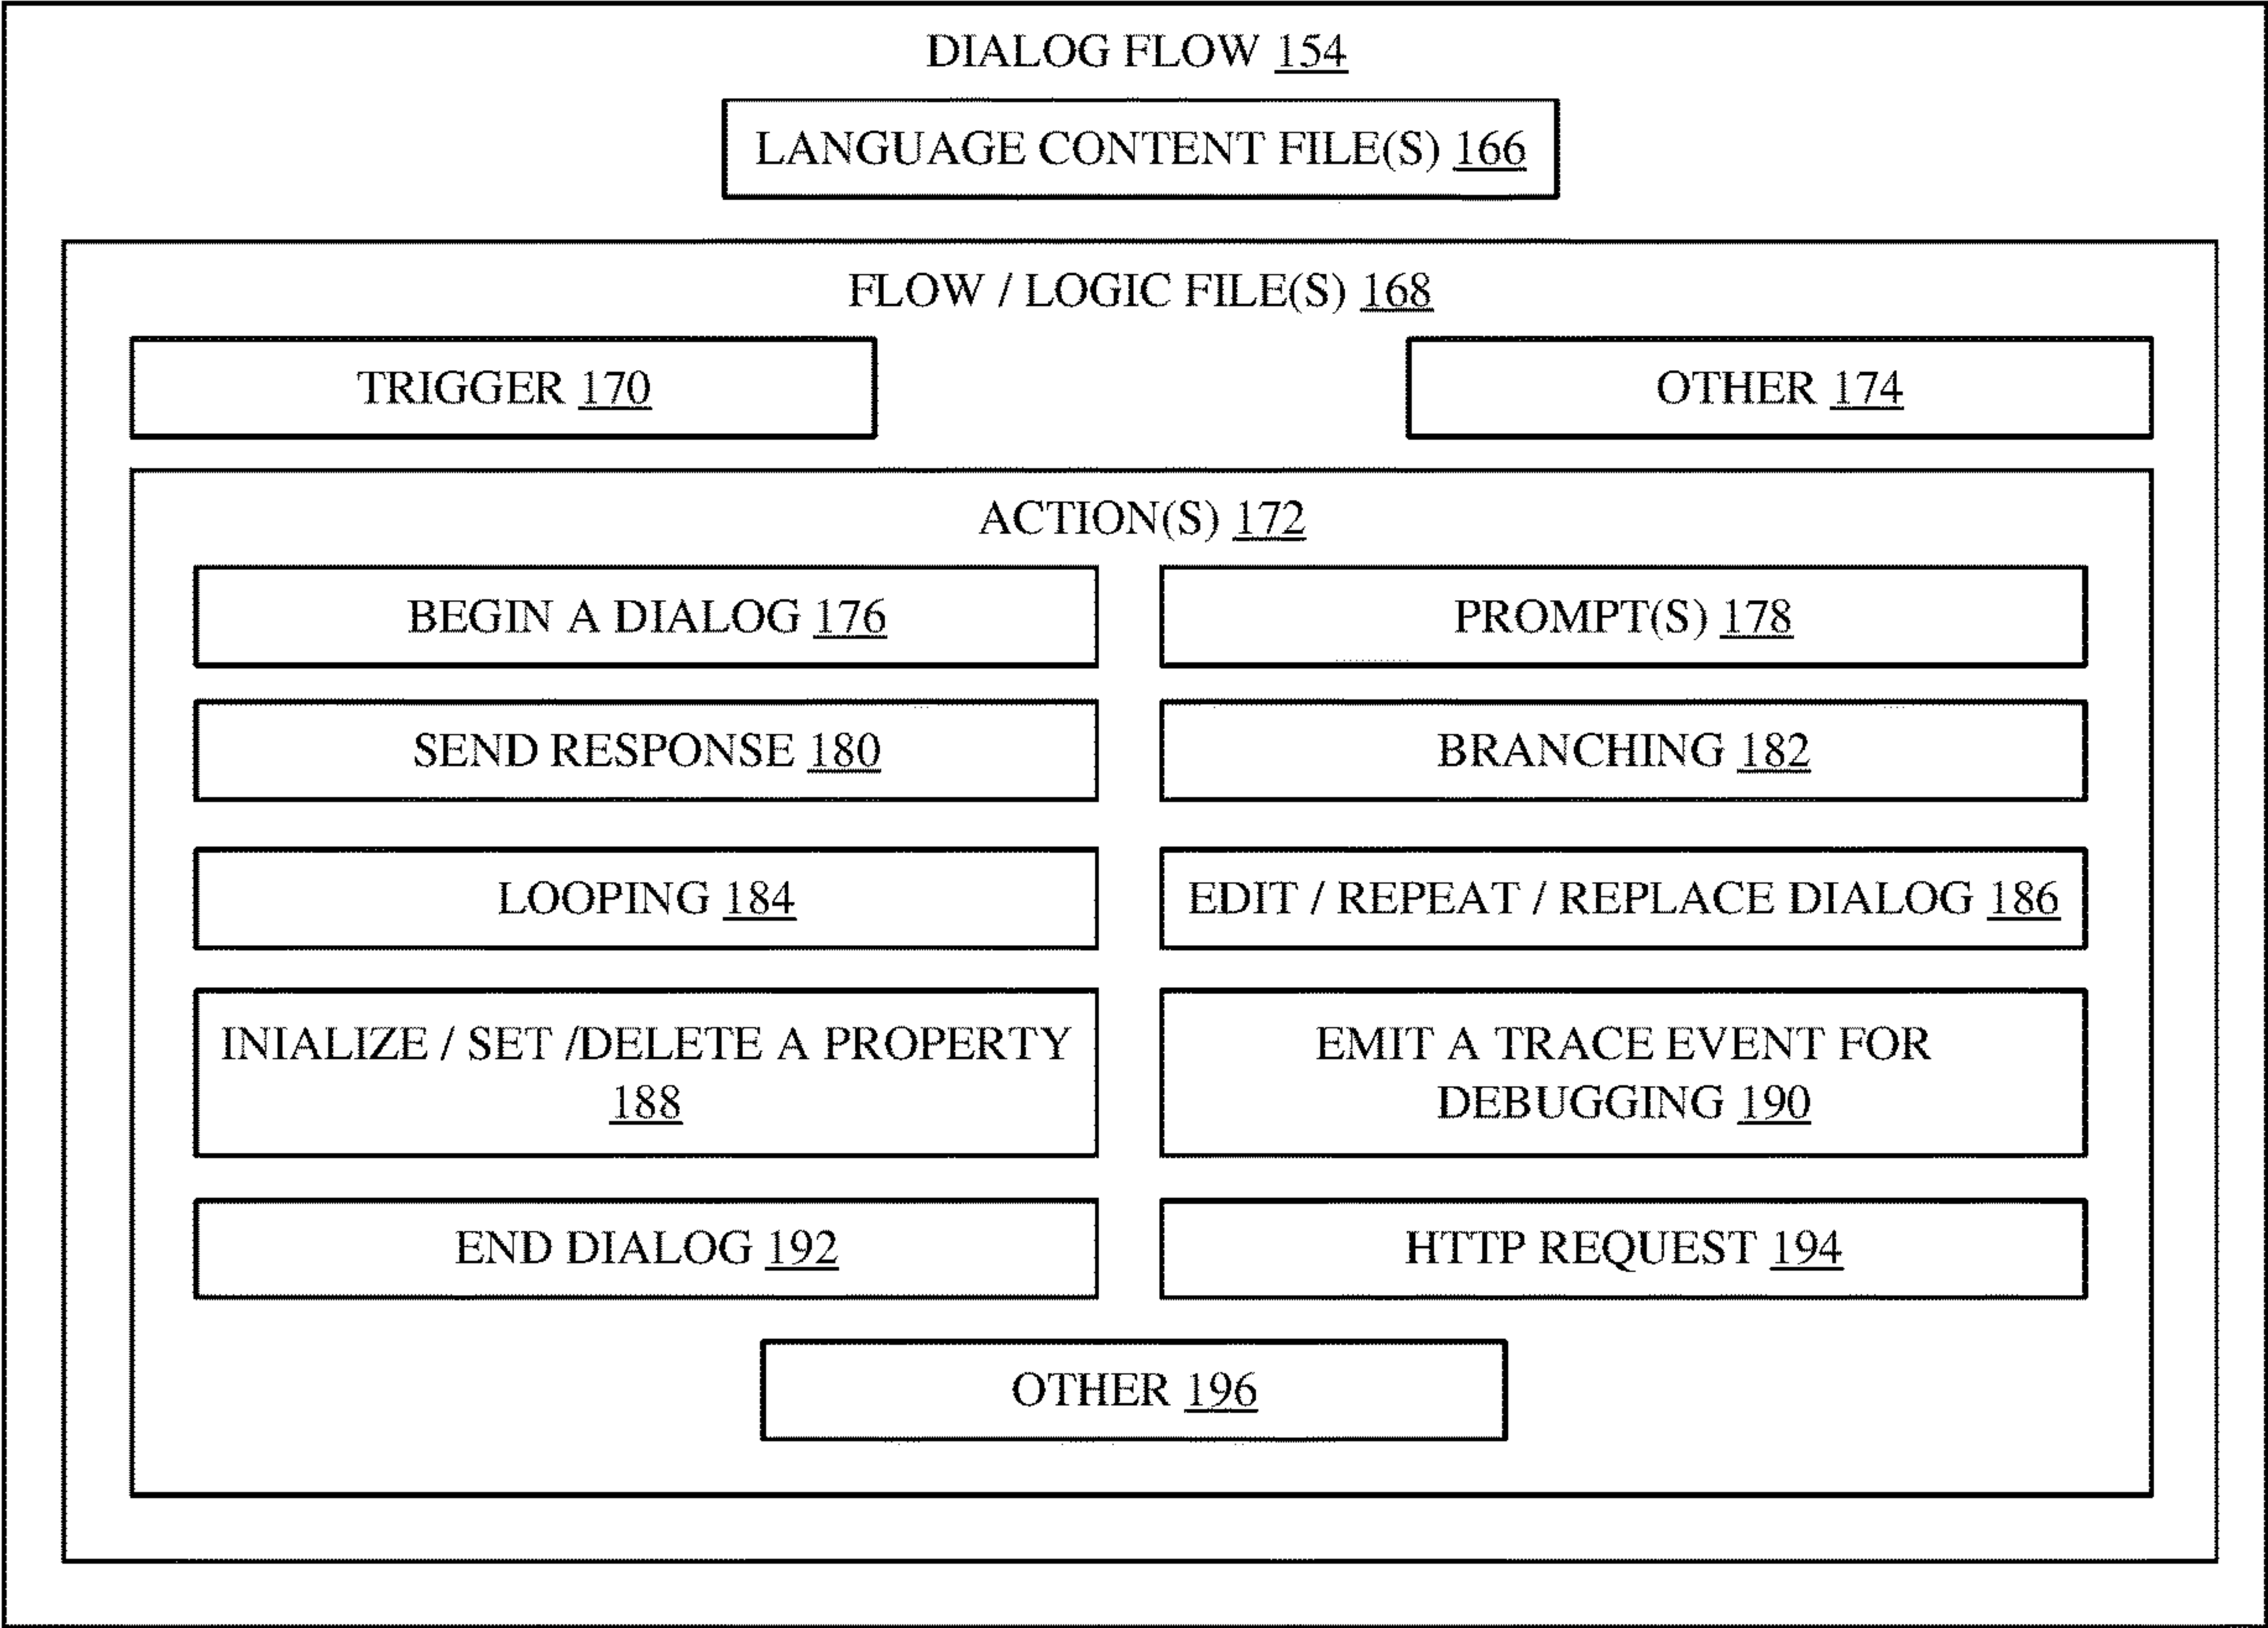 DIALOG FLOW 154
LANGUAGE CONTENT FILE(S) 166
FLOW / LOGIC FILE(S) 168
TRIGGER 170
OTHER 174
ACTION(S) 172
BEGIN A DIALOG 176
PROMPT(S) 178
SEND RESPONSE 180
BRANCHING 182
LOOPING 184
EDIT / REPEAT / REPLACE DIALOG 186
INIALIZE / SET /DELETE A PROPERTY
188
EMIT A TRACE EVENT FOR
DEBUGGING 190
END DIALOG 192
HTTP REQUEST 194
OTHER 196